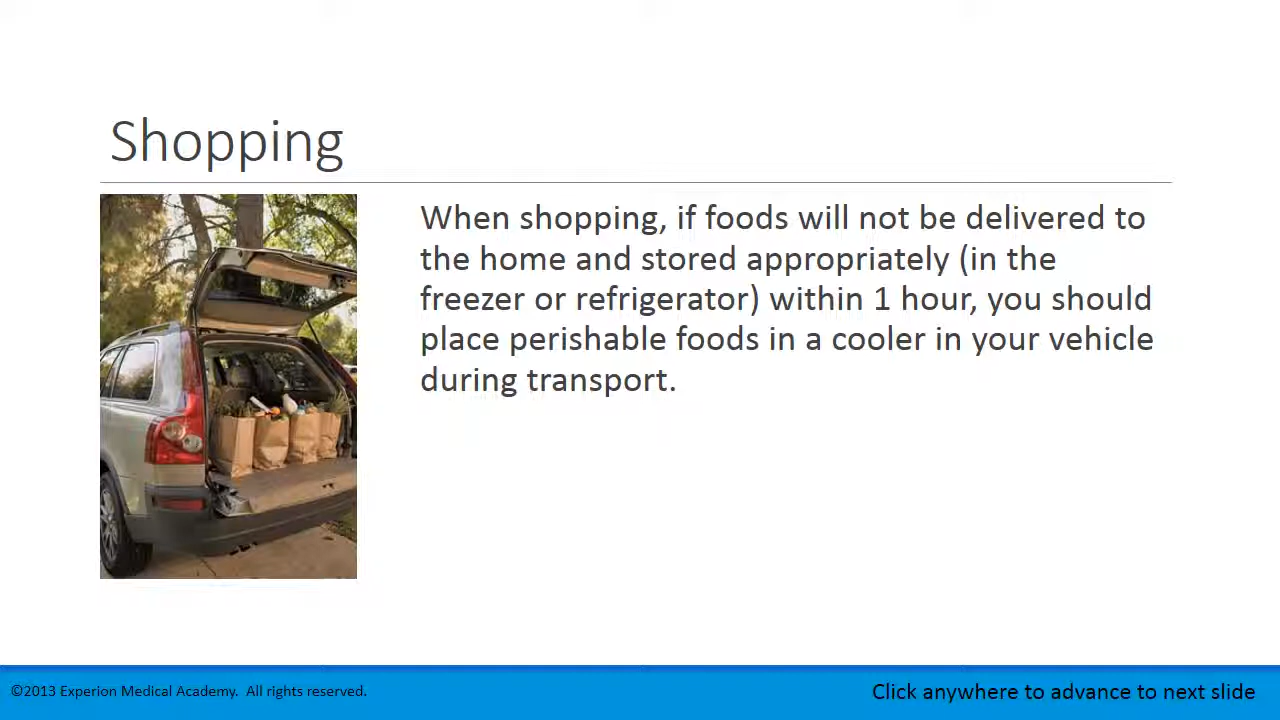 Shopping
When shopping, if foods will not be delivered to
the home and stored appropriately (in the
freezer or refrigerator) within 1 hour, you should
place perishable foods in a cooler in your vehicle
during transport.
©2013 Experion Medical Academy.  All rights reserved.
Click anywhere to advance to next slide